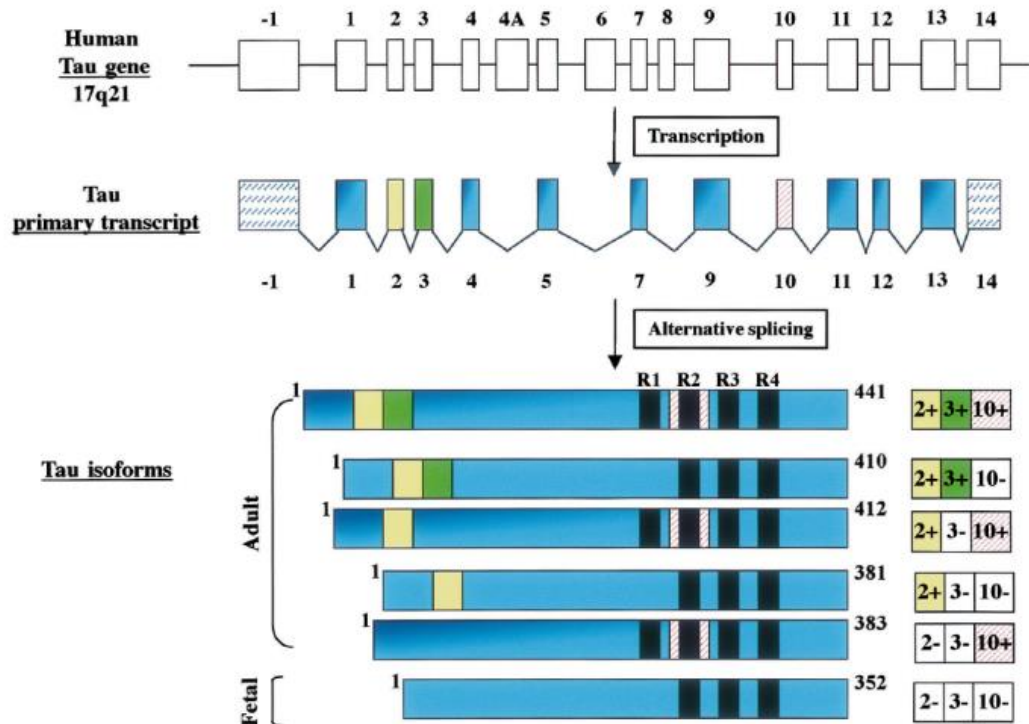 -1 1 2 3 4 4A 5 6 7 8 9 10 11 12 13 14
Human
Tau gene
17q21
Transcription
Tau
primary transcript
-1 1 2 3 4 5 7 9 10 11 12 13 14
Alternative splicing
R1 R2 R3 R4
1 441 2+ 3+ 10+
Tau isoforms
Adult
1 410 2+ 3+ 10-
1 412 2+ 3- 10+
1 381 2+ 3- 10-
1 383 2- 3- 10+
Fetal
1 352 2- 3- 10-